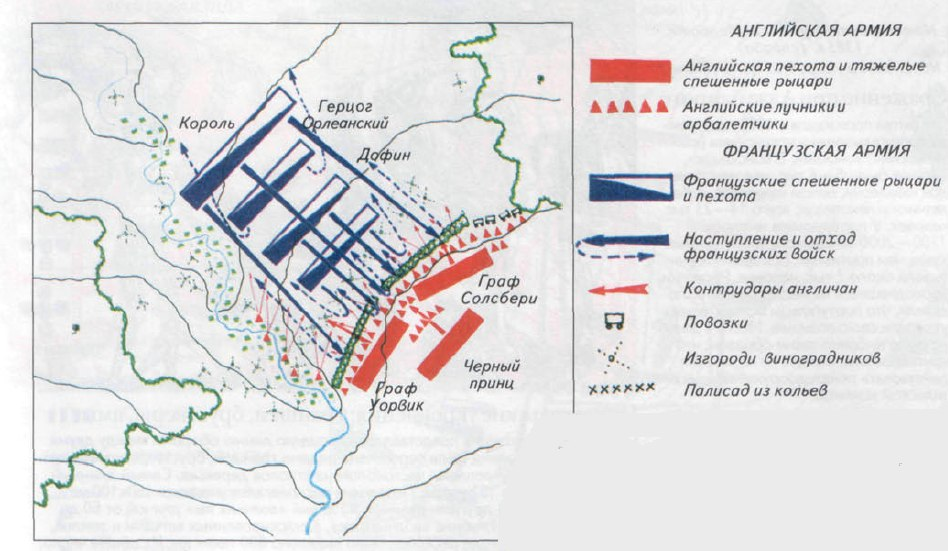 Король
Герцог
Орлеанский
Дофин
Граф
Солсбери
Черный
принц
Граф
Уорвик
АНГЛИЙСКАЯ АРМИЯ
Английская пехота и тяжелые
спешенные рыцари
Английские лучники и
арбалетчики
ФРАНЦУЗСКАЯ АРМИЯ
Французские спешенные рыцари
и пехота
Наступление и отход
французских войск
Контрудары англичан
Повозки
Изгороди виноградников
Палисад из кольев